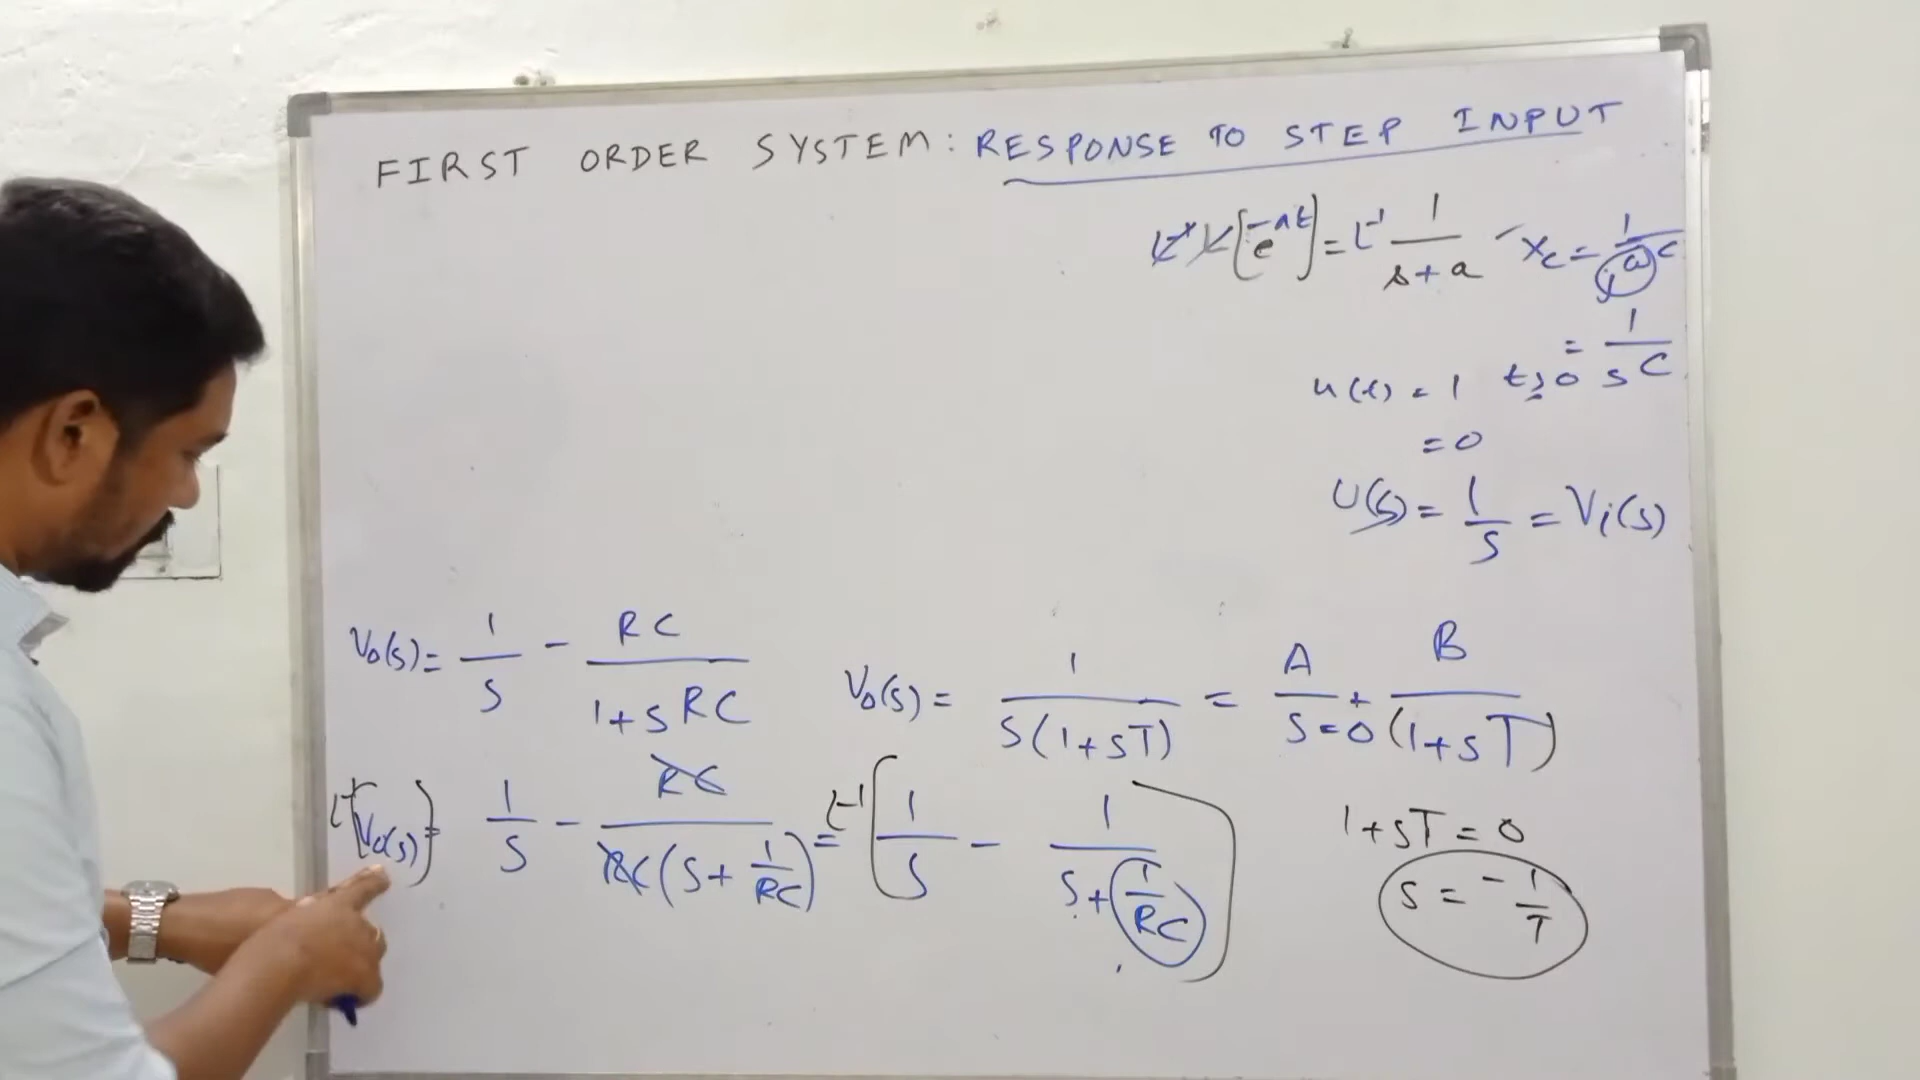 FIRST ORDER SYSTEM: RESPONSE TO STEP INPUT
L⁻¹ L[e^-at] = L⁻¹ 1/(s+a)
Xc = 1/(jωC)
= 1/(sC)
u(t) = 1 t≥0
= 0
U(s) = 1/S = Vi(s)
Vo(s) = 1/S - RC/(1+sRC)
Vo(s) = 1/(S(1+sT)) = A/(S=0) + B/(1+sT)
L⁻¹[Vo(s)] = 1/S - RC/(RC(S+1/RC)) = L⁻¹[1/S - 1/(S+1/RC)]
1+sT = 0
S = -1/T